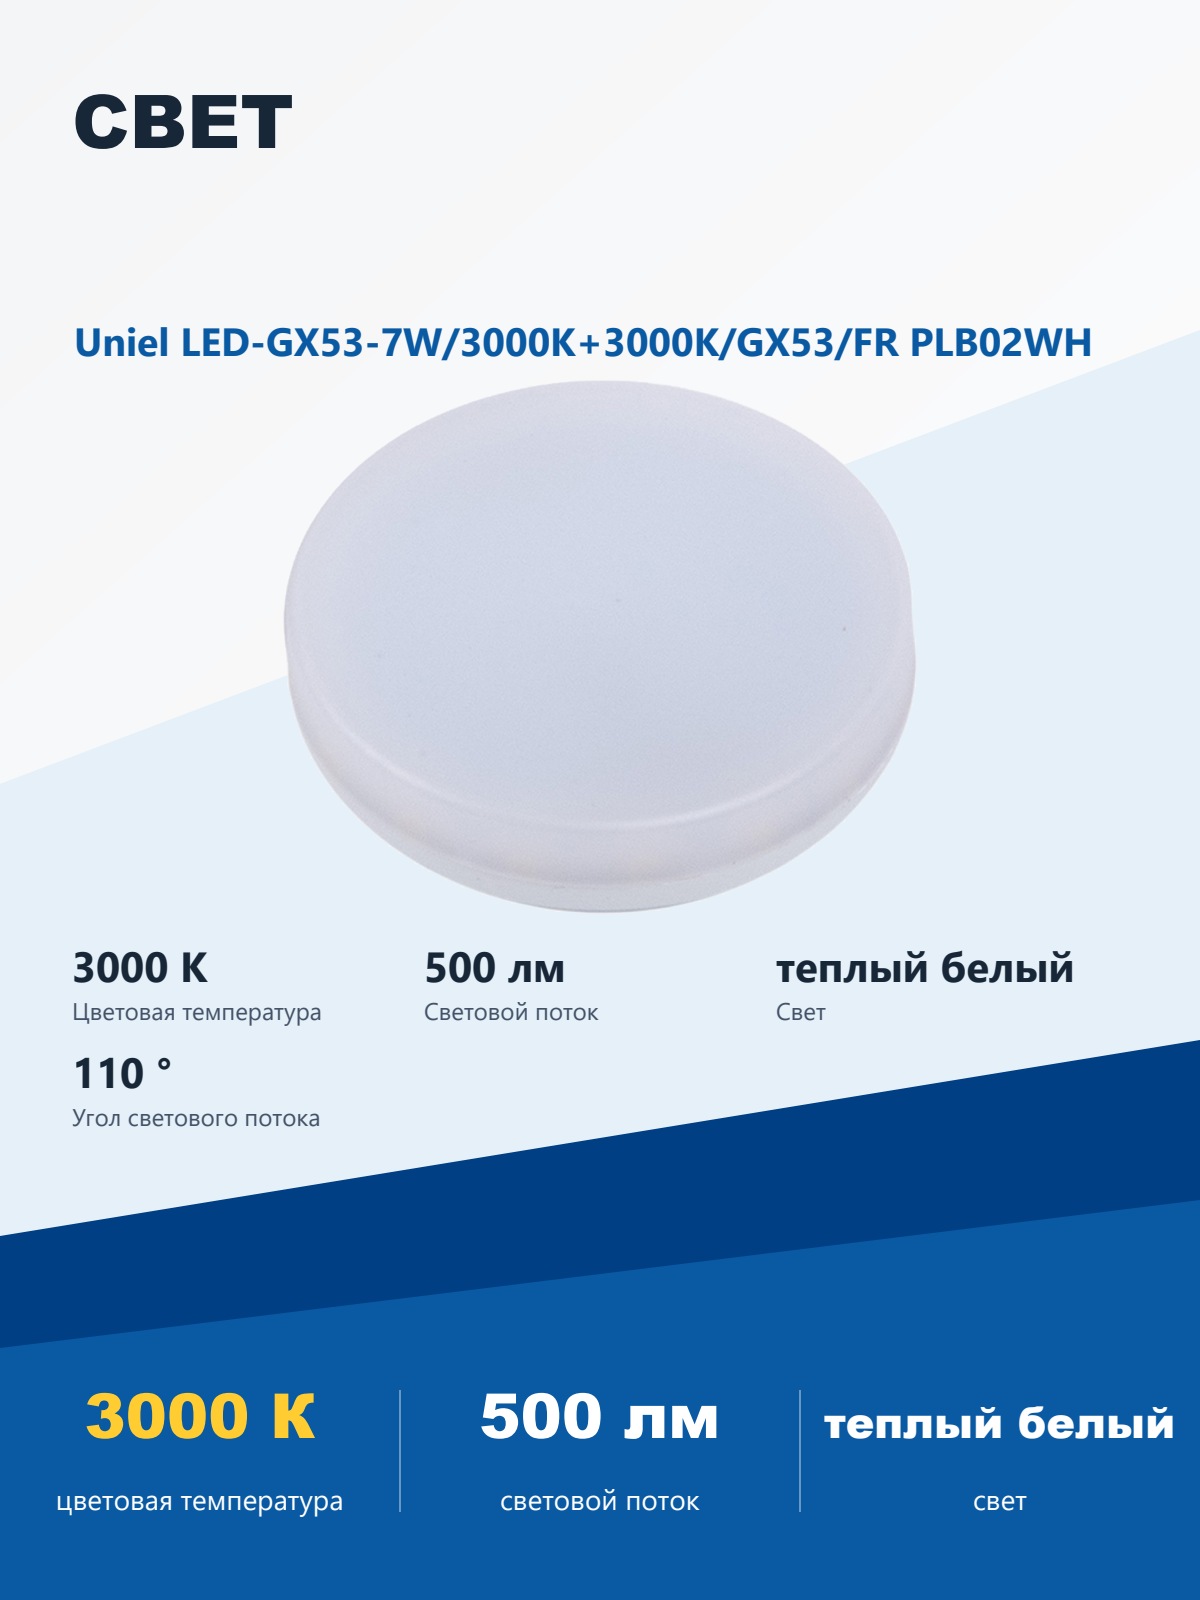 СВЕТ
Uniel LED-GX53-7W/3000K+3000K/GX53/FR PLB02WH
3000 К
Цветовая температура
500 лм
Световой поток
теплый белый
Свет
110 °
Угол светового потока
3000 К
цветовая температура
500 лм
световой поток
теплый белый
свет